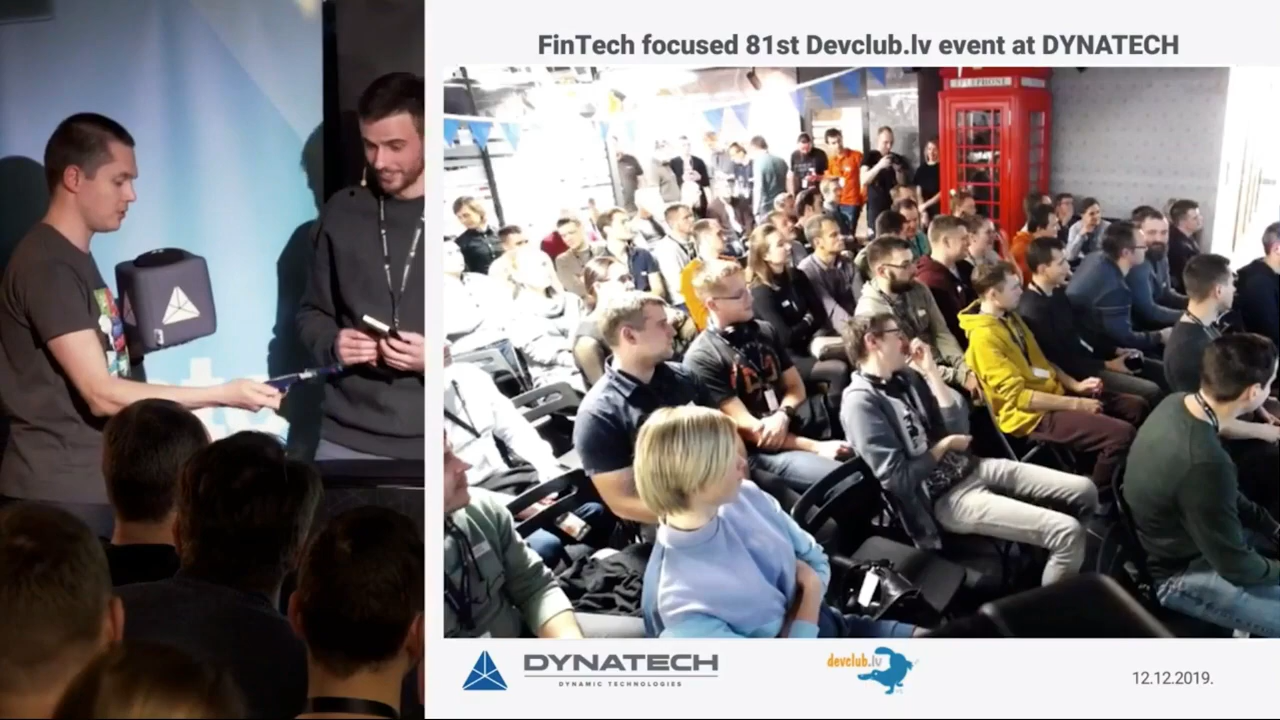 FinTech focused 81st Devclub.lv event at DYNATECH
TELEPHONE
DYNATECH
DYNAMIC TECHNOLOGIES
devclub.lv
12.12.2019.